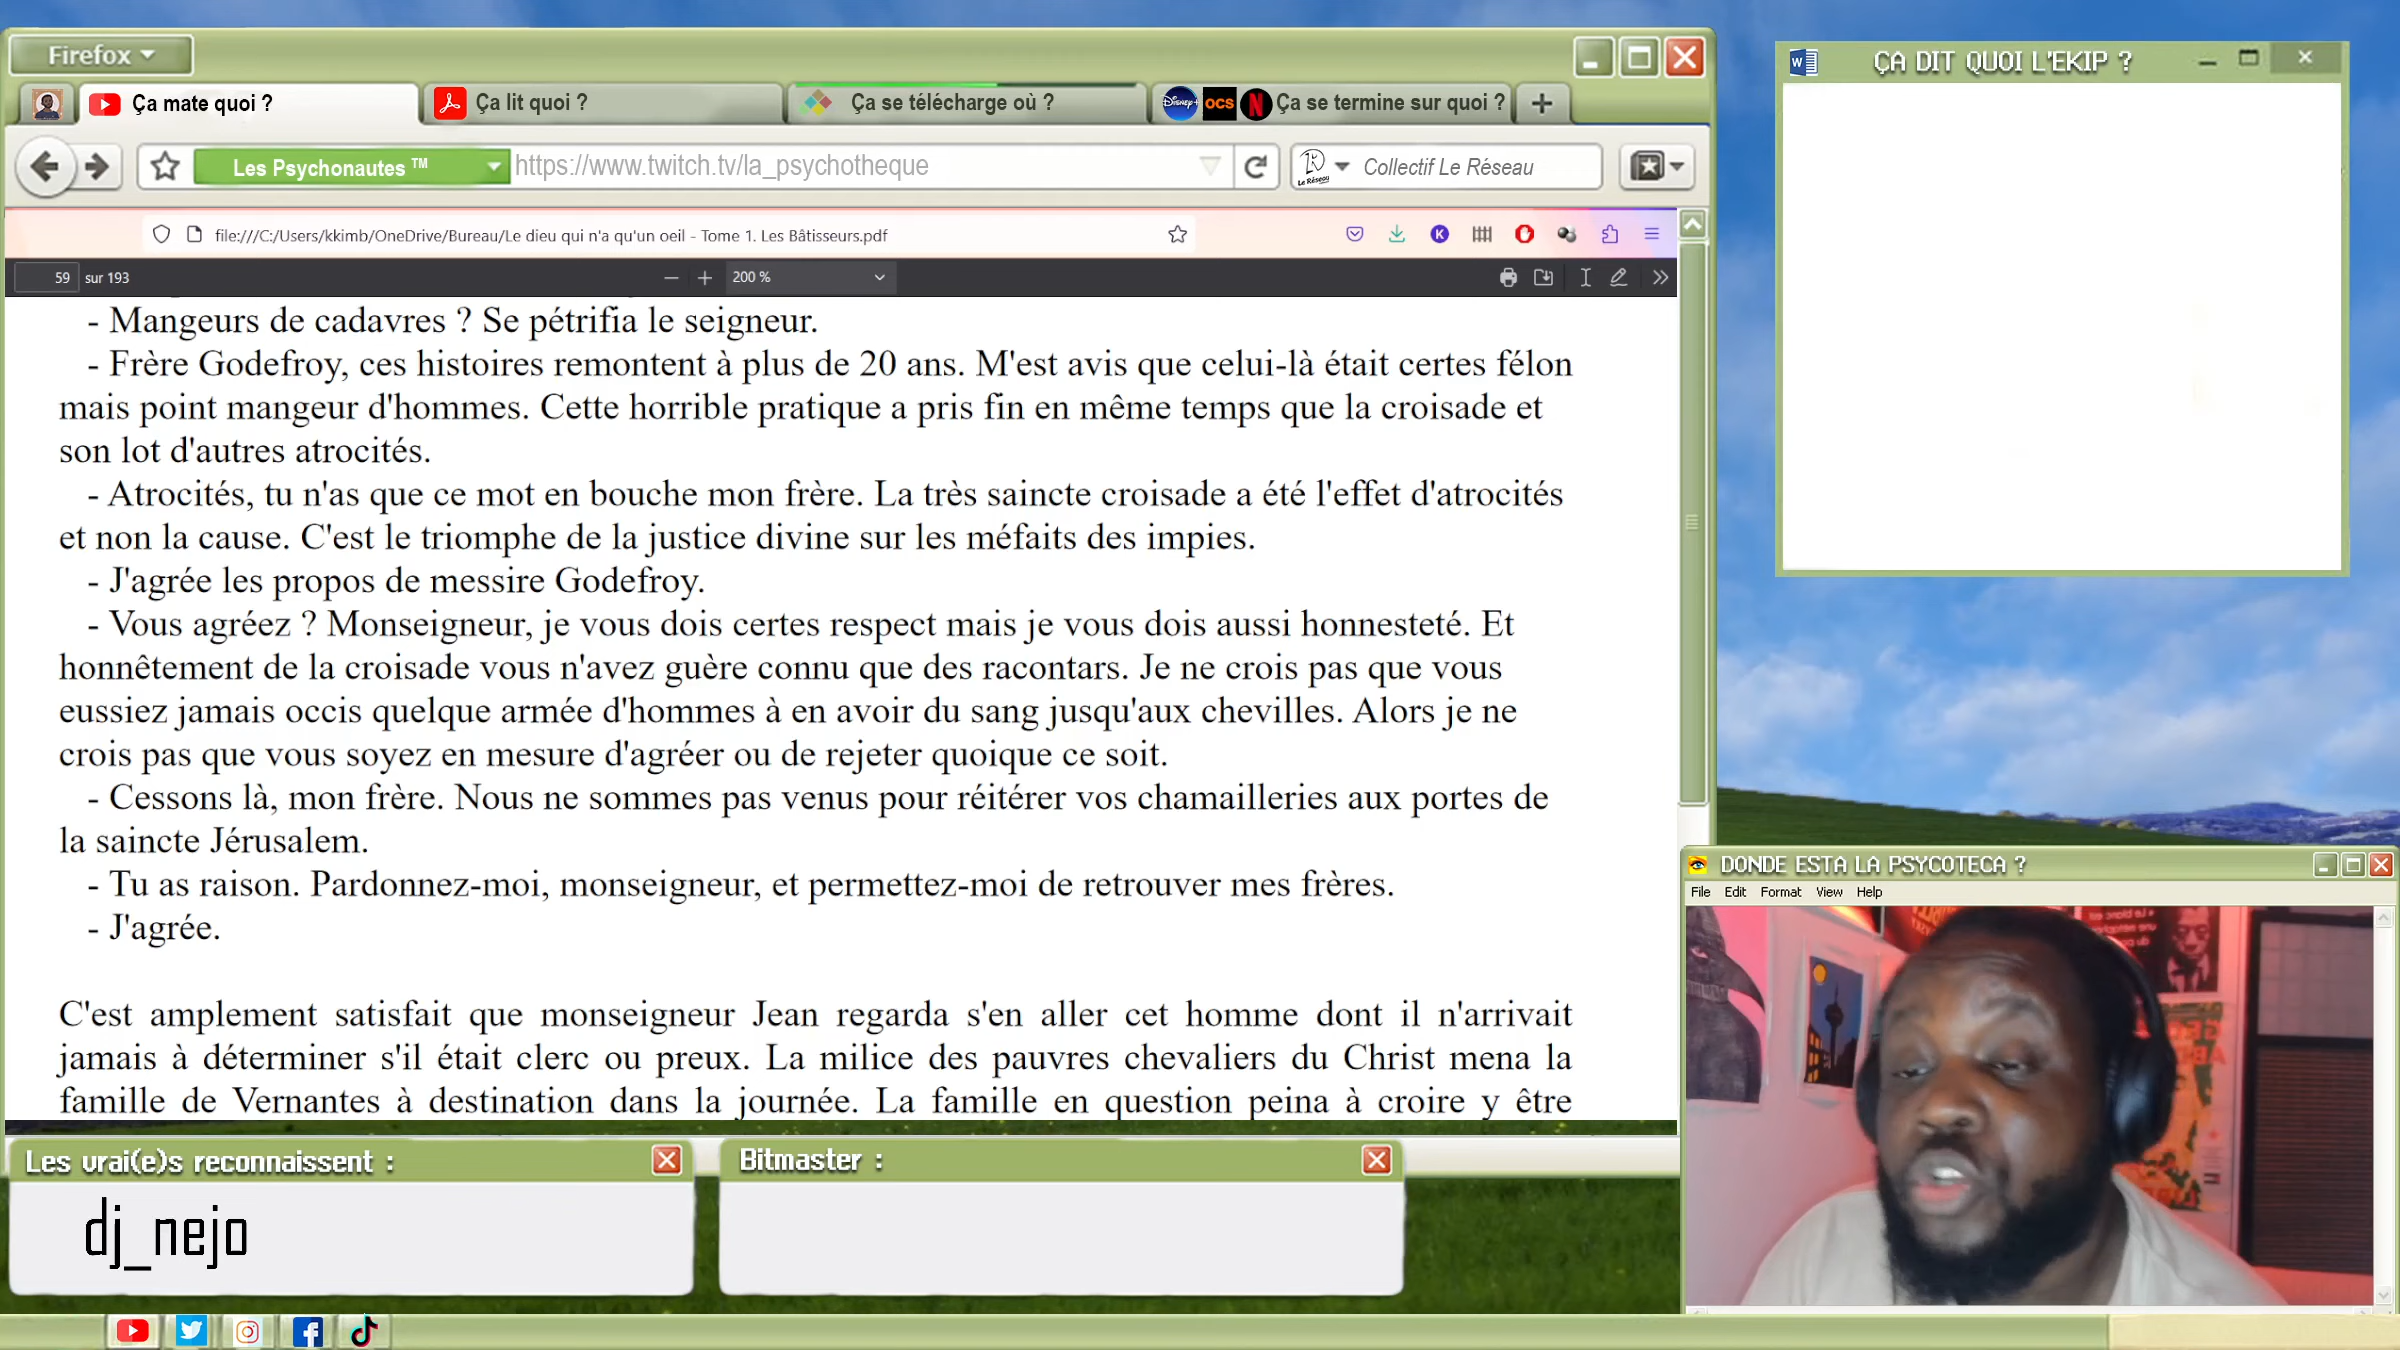 Firefox
Ça mate quoi ?
Ça lit quoi ?
Ça se télécharge où ?
Disney+ OCS N Ça se termine sur quoi ?
Les Psychonautes ™
https://www.twitch.tv/la_psychotheque
Le Réseau
Collectif Le Réseau
file:///C:/Users/kkimb/OneDrive/Bureau/Le dieu qui n'a qu'un oeil - Tome 1. Les Bâtisseurs.pdf
K
59 sur 193
200 %
- Mangeurs de cadavres ? Se pétrifia le seigneur.
- Frère Godefroy, ces histoires remontent à plus de 20 ans. M'est avis que celui-là était certes félon
mais point mangeur d'hommes. Cette horrible pratique a pris fin en même temps que la croisade et
son lot d'autres atrocités.
- Atrocités, tu n'as que ce mot en bouche mon frère. La très saincte croisade a été l'effet d'atrocités
et non la cause. C'est le triomphe de la justice divine sur les méfaits des impies.
- J'agrée les propos de messire Godefroy.
- Vous agréez ? Monseigneur, je vous dois certes respect mais je vous dois aussi honnesteté. Et
honnêtement de la croisade vous n'avez guère connu que des racontars. Je ne crois pas que vous
eussiez jamais occis quelque armée d'hommes à en avoir du sang jusqu'aux chevilles. Alors je ne
crois pas que vous soyez en mesure d'agréer ou de rejeter quoique ce soit.
- Cessons là, mon frère. Nous ne sommes pas venus pour réitérer vos chamailleries aux portes de
la saincte Jérusalem.
- Tu as raison. Pardonnez-moi, monseigneur, et permettez-moi de retrouver mes frères.
- J'agrée.
C'est amplement satisfait que monseigneur Jean regarda s'en aller cet homme dont il n'arrivait
jamais à déterminer s'il était clerc ou preux. La milice des pauvres chevaliers du Christ mena la
famille de Vernantes à destination dans la journée. La famille en question peina à croire y être
ÇA DIT QUOI L'EKIP ?
DONDE ESTA LA PSYCOTECA ?
File Edit Format View Help
Les vrai(e)s reconnaissent :
dj_nejo
Bitmaster :